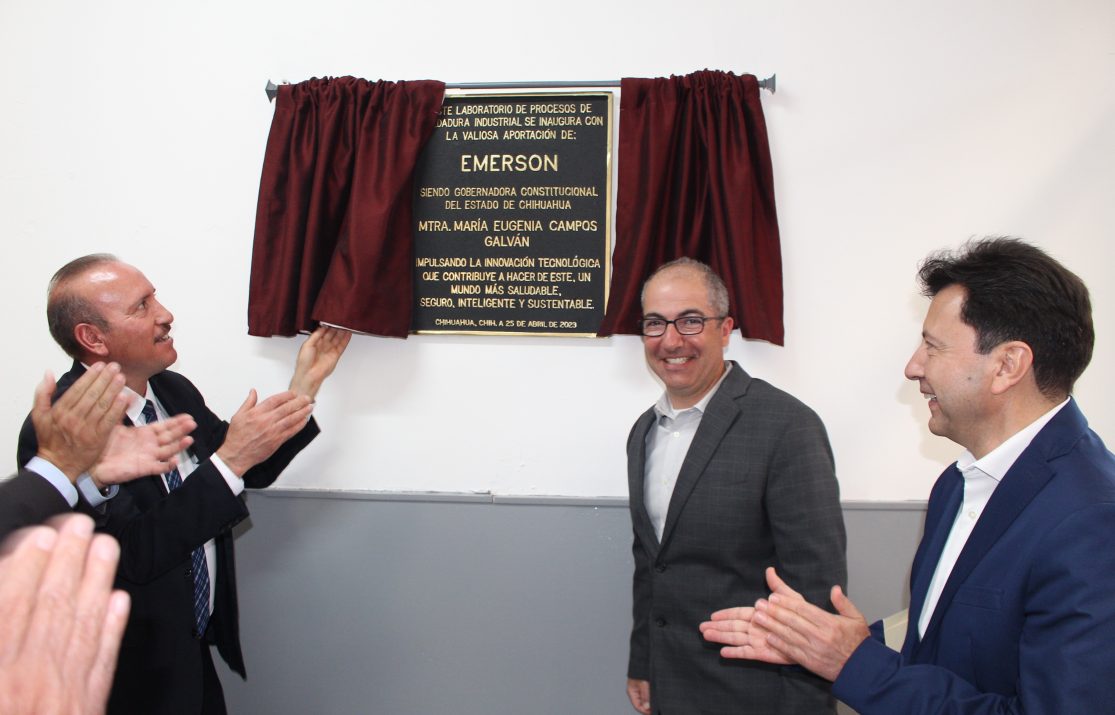 STE LABORATORIO DE PROCESOS DE
DADURA INDUSTRIAL SE INAUGURA CON
LA VALIOSA APORTACIÓN DE:
EMERSON
SIENDO GOBERNADORA CONSTITUCIONAL
DEL ESTADO DE CHIHUAHUA
MTRA. MARÍA EUGENIA CAMPOS
GALVÁN
IMPULSANDO LA INNOVACIÓN TECNOLÓGICA
QUE CONTRIBUYE A HACER DE ESTE, UN
MUNDO MÁS SALUDABLE,
SEGURO, INTELIGENTE Y SUSTENTABLE.
CHIHUAHUA, CHIH. A 25 DE ABRIL DE 2023